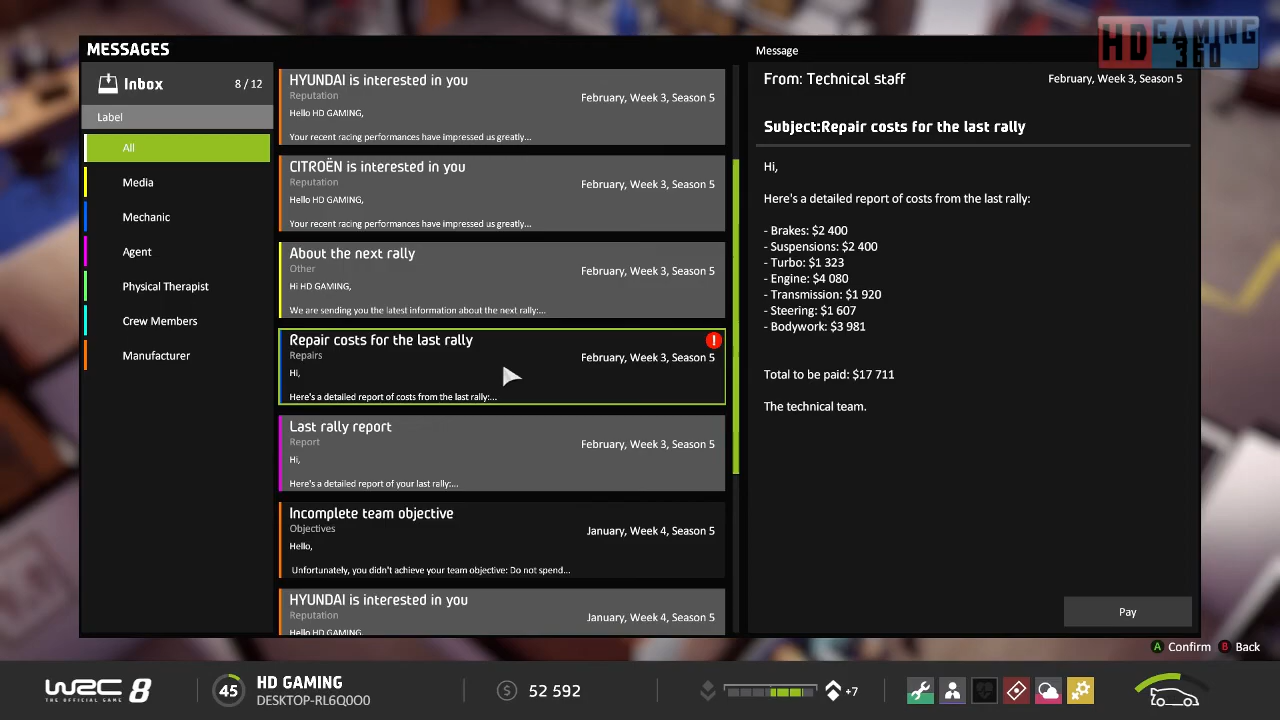 HD GAMING 360
MESSAGES
Inbox 8 / 12
Label
All
Media
Mechanic
Agent
Physical Therapist
Crew Members
Manufacturer
HYUNDAI is interested in you
Reputation
February, Week 3, Season 5
Hello HD GAMING,
Your recent racing performances have impressed us greatly...
CITROËN is interested in you
Reputation
February, Week 3, Season 5
Hello HD GAMING,
Your recent racing performances have impressed us greatly...
About the next rally
Other
February, Week 3, Season 5
Hi HD GAMING,
We are sending you the latest information about the next rally:...
Repair costs for the last rally
Repairs
February, Week 3, Season 5
Hi,
Here's a detailed report of costs from the last rally:...
Last rally report
Report
February, Week 3, Season 5
Hi,
Here's a detailed report of your last rally:...
Incomplete team objective
Objectives
January, Week 4, Season 5
Hello,
Unfortunately, you didn't achieve your team objective: Do not spend...
HYUNDAI is interested in you
Reputation
January, Week 4, Season 5
Hello HD GAMING,
Message
From: Technical staff February, Week 3, Season 5
Subject:Repair costs for the last rally
Hi,
Here's a detailed report of costs from the last rally:
- Brakes: $2 400
- Suspensions: $2 400
- Turbo: $1 323
- Engine: $4 080
- Transmission: $1 920
- Steering: $1 607
- Bodywork: $3 981
Total to be paid: $17 711
The technical team.
Pay
A Confirm B Back
WRC 8
THE OFFICIAL GAME
45
HD GAMING
DESKTOP-RL6Q0O0
$ 52 592
+7